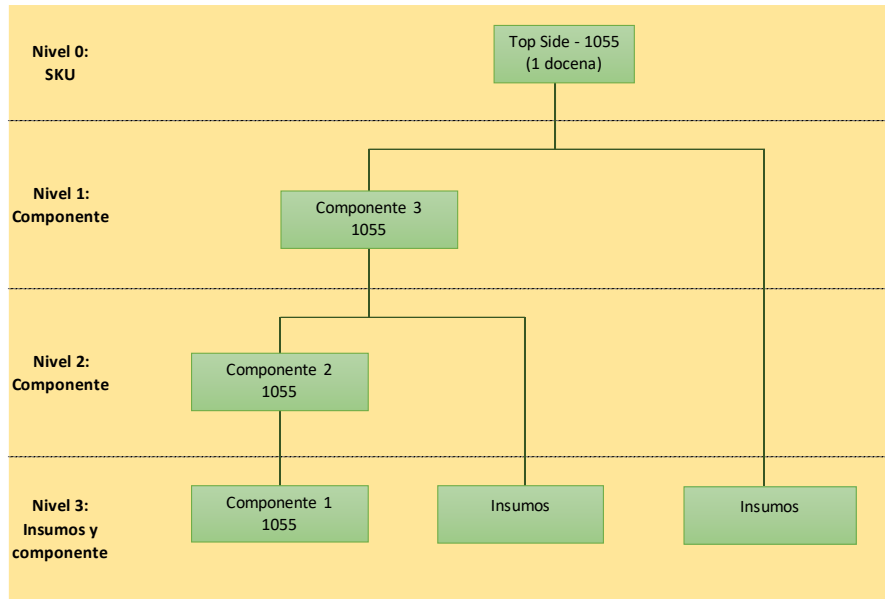 Nivel 0:
SKU
Top Side - 1055
(1 docena)
Nivel 1:
Componente
Componente 3
1055
Nivel 2:
Componente
Componente 2
1055
Nivel 3:
Insumos y
componente
Componente 1
1055
Insumos
Insumos